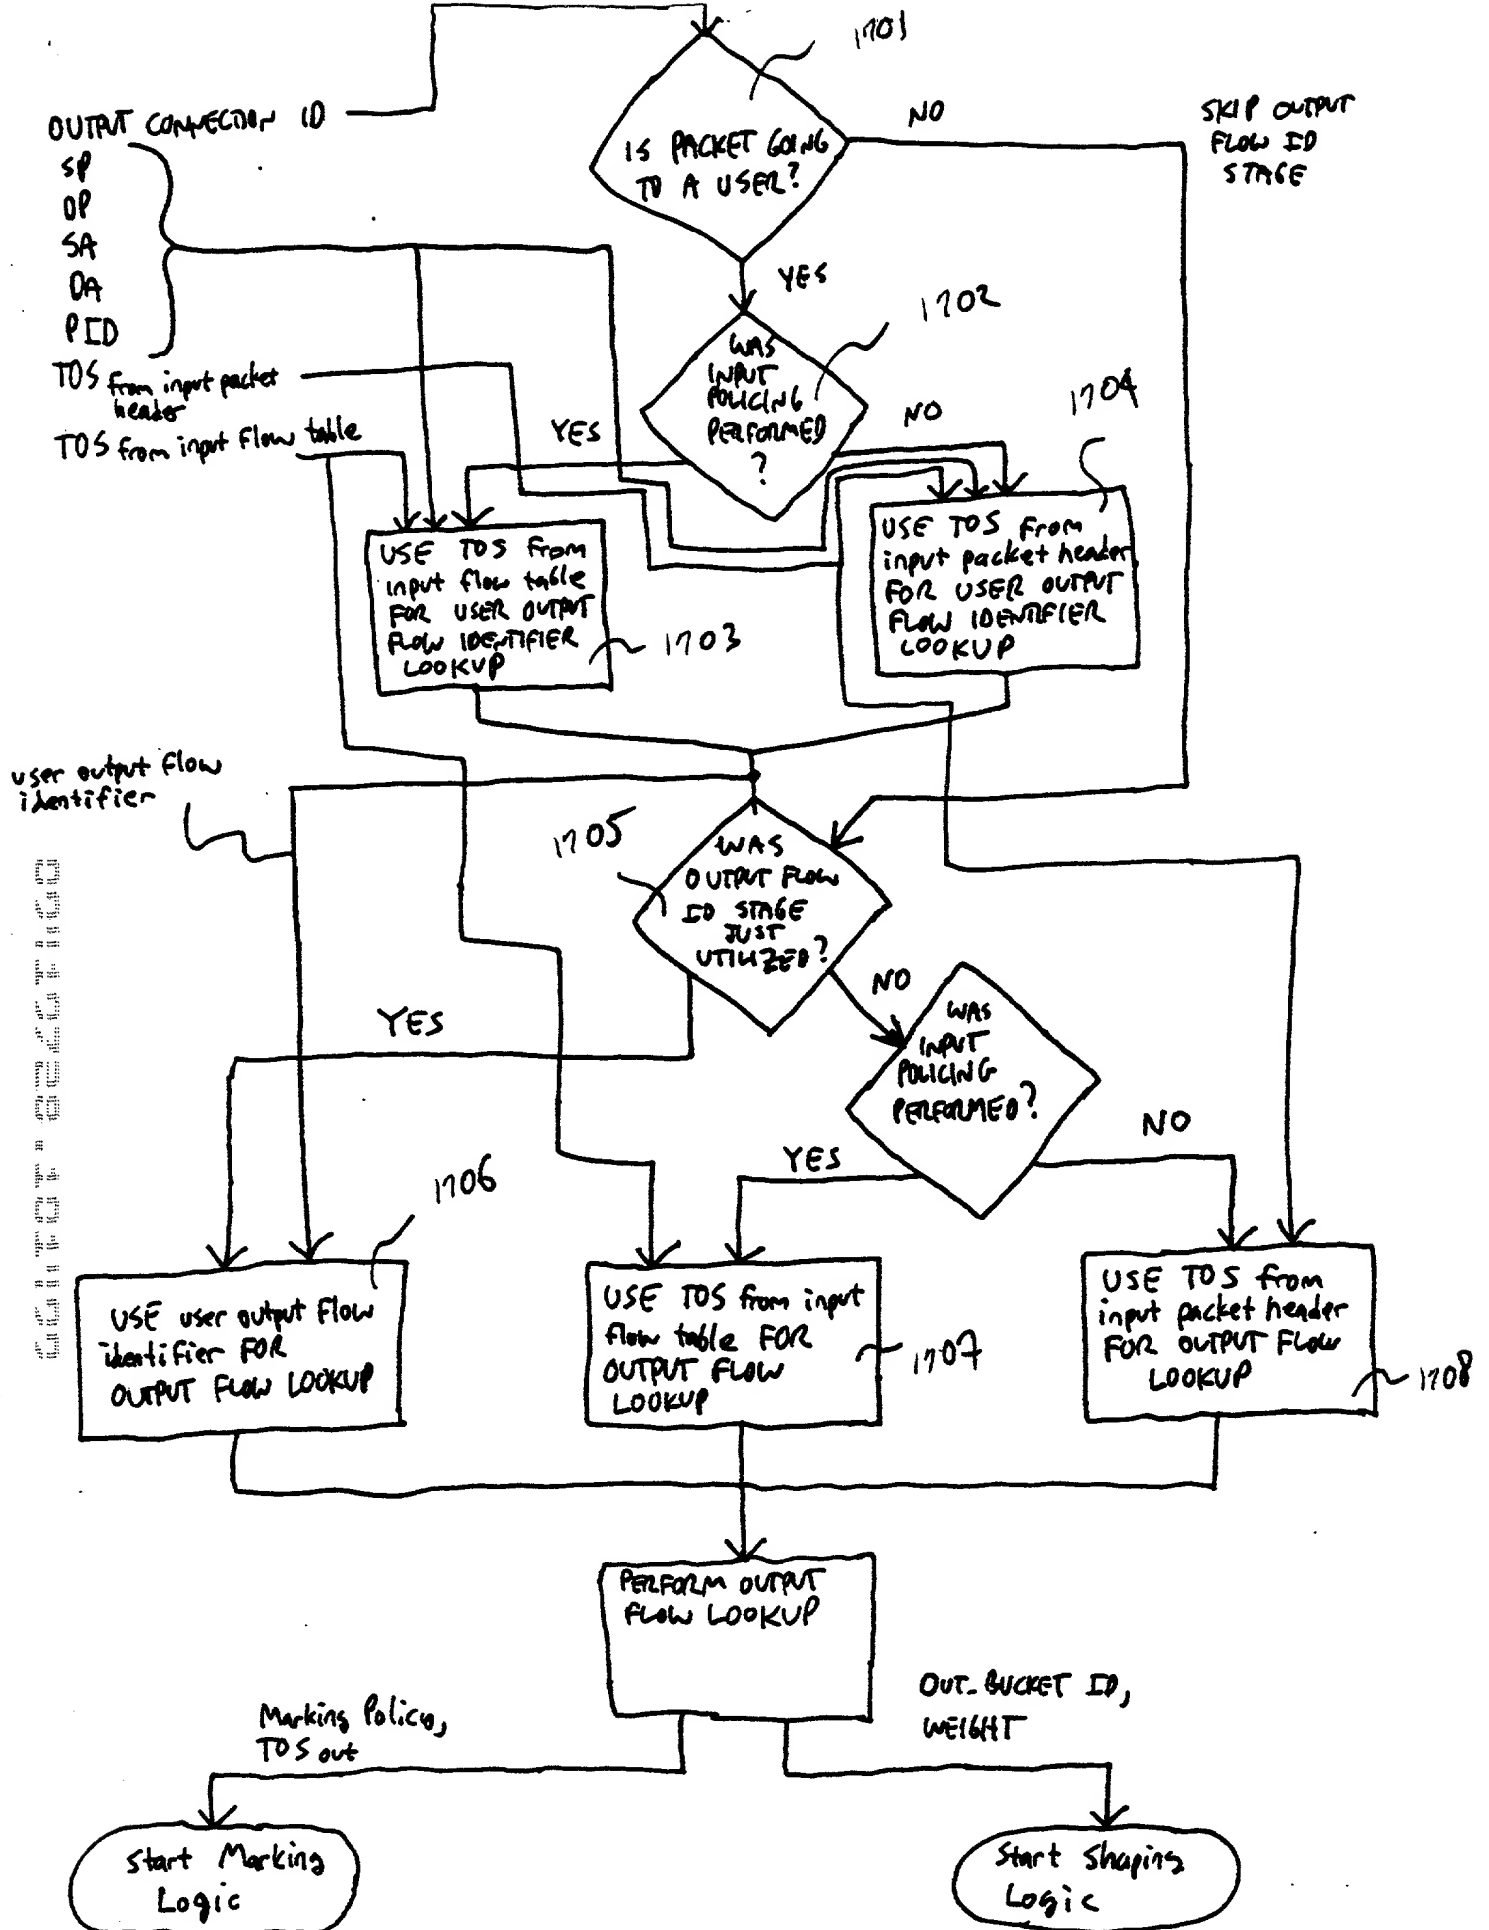 1701
OUTPUT CONNECTION ID
NO
SKIP OUTPUT
FLOW ID
STAGE
IS PACKET GOING
TO A USER?
SP
DP
SA
DA
PID
YES
1702
TOS from input packet
header
TOS from input flow table
WAS
INPUT
POLICING
PERFORMED
?
YES
NO
1704
USE TOS from
input flow table
FOR USER OUTPUT
FLOW IDENTIFIER
LOOKUP
1703
USE TOS from
input packet header
FOR USER OUTPUT
FLOW IDENTIFIER
LOOKUP
user output flow
identifier
1705
WAS
OUTPUT FLOW
ID STAGE
JUST
UTILIZED?
YES
NO
WAS
INPUT
POLICING
PERFORMED?
YES
NO
1706
USE user output flow
identifier FOR
OUTPUT FLOW LOOKUP
USE TOS from input
flow table FOR
OUTPUT FLOW
LOOKUP
1707
USE TOS from
input packet header
FOR OUTPUT FLOW
LOOKUP
1708
PERFORM OUTPUT
FLOW LOOKUP
Marking Policy,
TOS out
OUT_BUCKET ID,
WEIGHT
Start Marking
Logic
Start Shaping
Logic